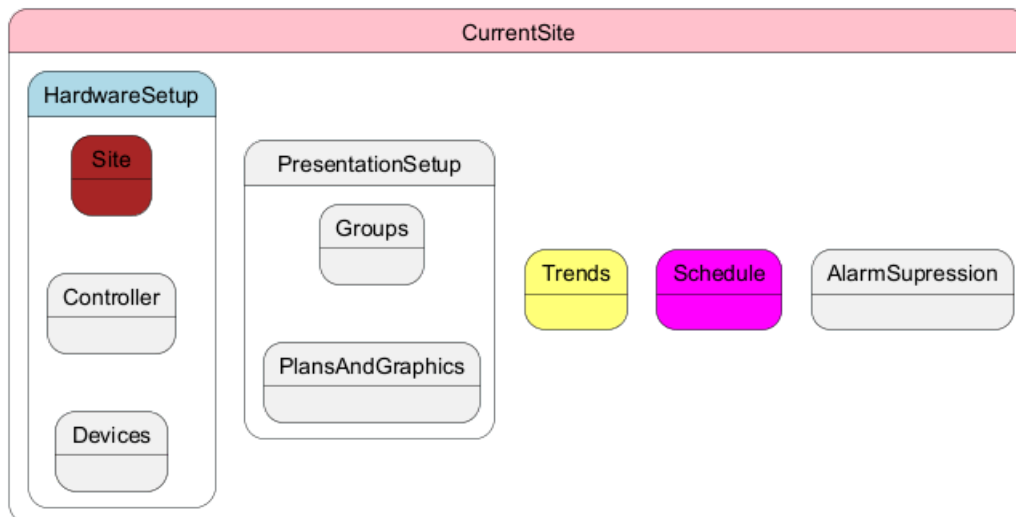 CurrentSite
HardwareSetup
Site
Controller
Devices
PresentationSetup
Groups
PlansAndGraphics
Trends
Schedule
AlarmSupression